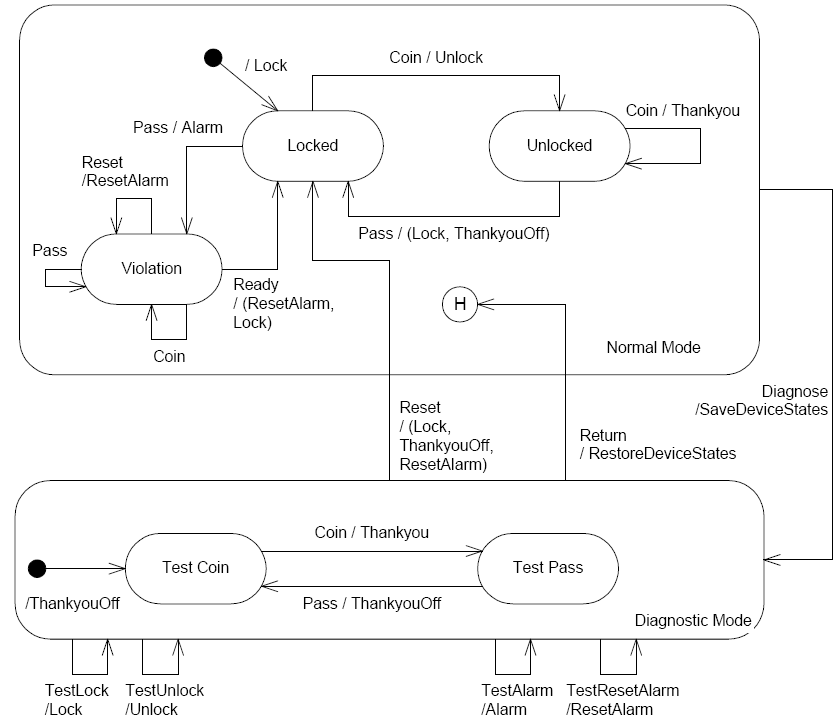 / Lock
Coin / Unlock
Pass / Alarm
Locked
Unlocked
Coin / Thankyou
Reset
/ResetAlarm
Pass / (Lock, ThankyouOff)
Pass
Violation
Ready
/ (ResetAlarm,
Lock)
H
Coin
Normal Mode
Diagnose
/SaveDeviceStates
Reset
/ (Lock,
ThankyouOff,
ResetAlarm)
Return
/ RestoreDeviceStates
Coin / Thankyou
Test Coin
Test Pass
/ThankyouOff
Pass / ThankyouOff
Diagnostic Mode
TestLock
/Lock
TestUnlock
/Unlock
TestAlarm
/Alarm
TestResetAlarm
/ResetAlarm